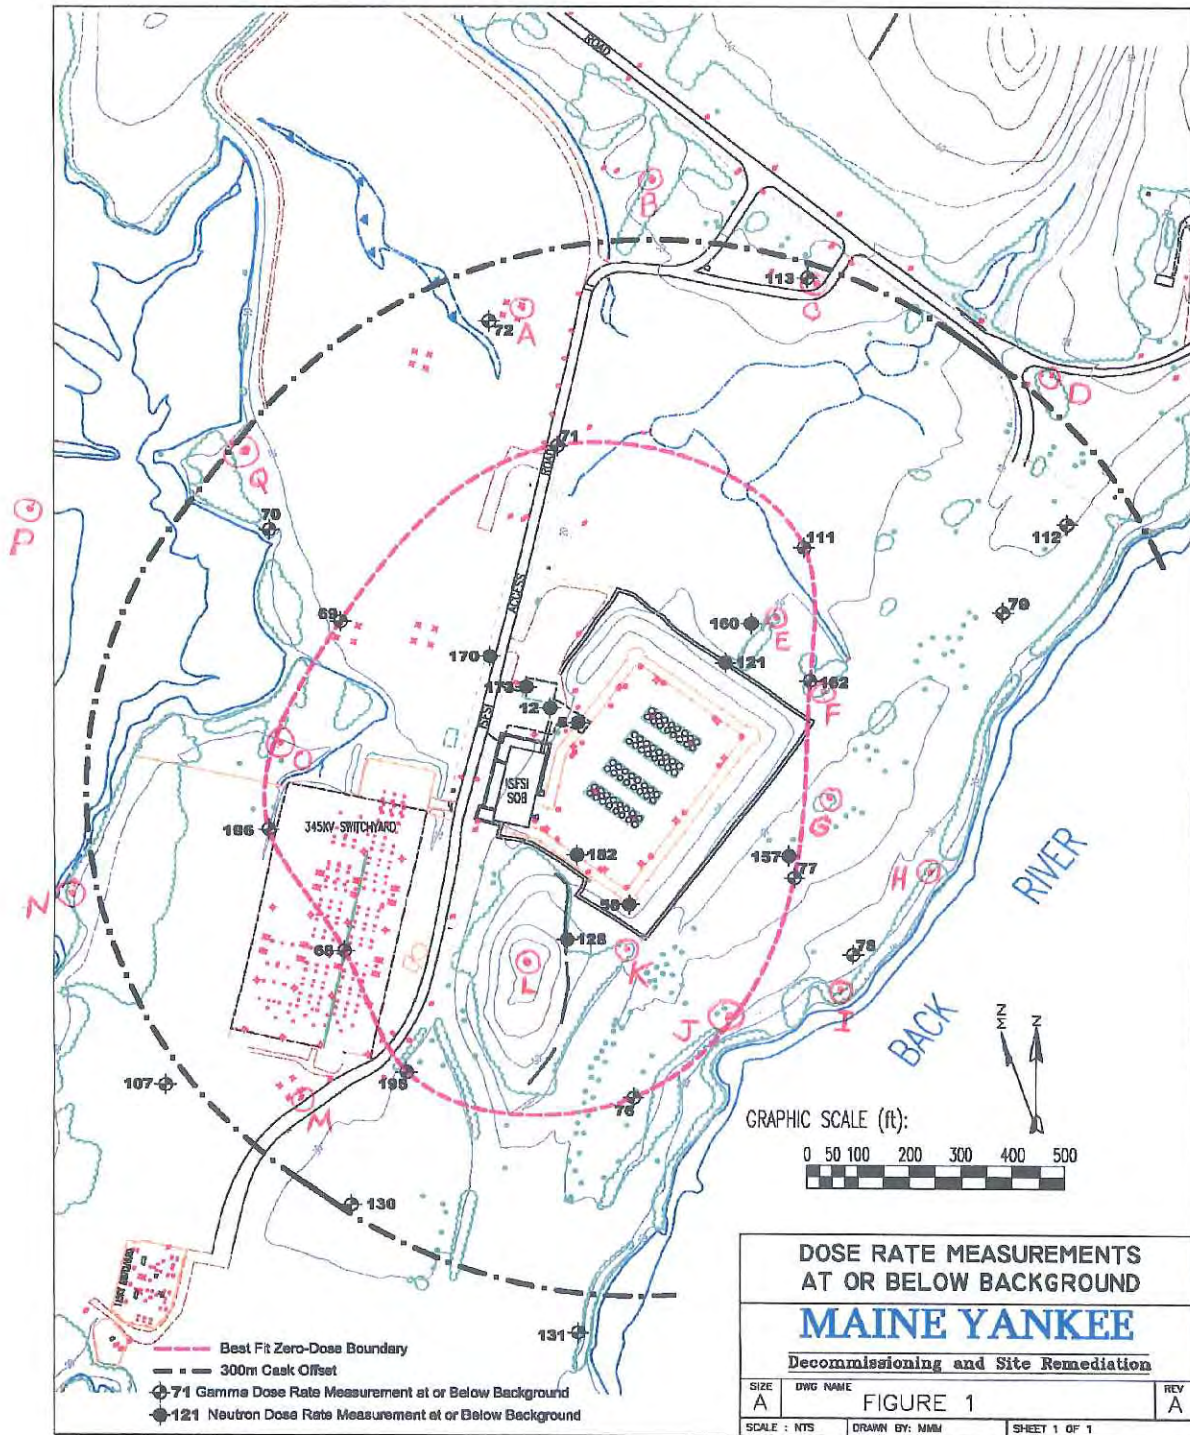 ROAD
B
113
C
72
A
D
71
ROAD
Q
P
70
111
112
79
69
ACCESS
160
E
121
170
173
162
12
F
ISFSI
O
ISFSI
SOB
186
345KV-SWITCHYARD
G
182
157
77
H
RIVER
N
58
128
68
K
78
L
J
I
BACK
MN
N
195
107
76
M
GRAPHIC SCALE (ft):
0 50 100 200 300 400 500
130
131
DOSE RATE MEASUREMENTS
AT OR BELOW BACKGROUND
MAINE YANKEE
Decommissioning and Site Remediation
SIZE
A
DWG NAME
FIGURE 1
REV
A
SCALE : NTS
DRAWN BY: MMM
SHEET 1 OF 1
Best Fit Zero-Dose Boundary
300m Cask Offset
71 Gamma Dose Rate Measurement at or Below Background
121 Neutron Dose Rate Measurement at or Below Background